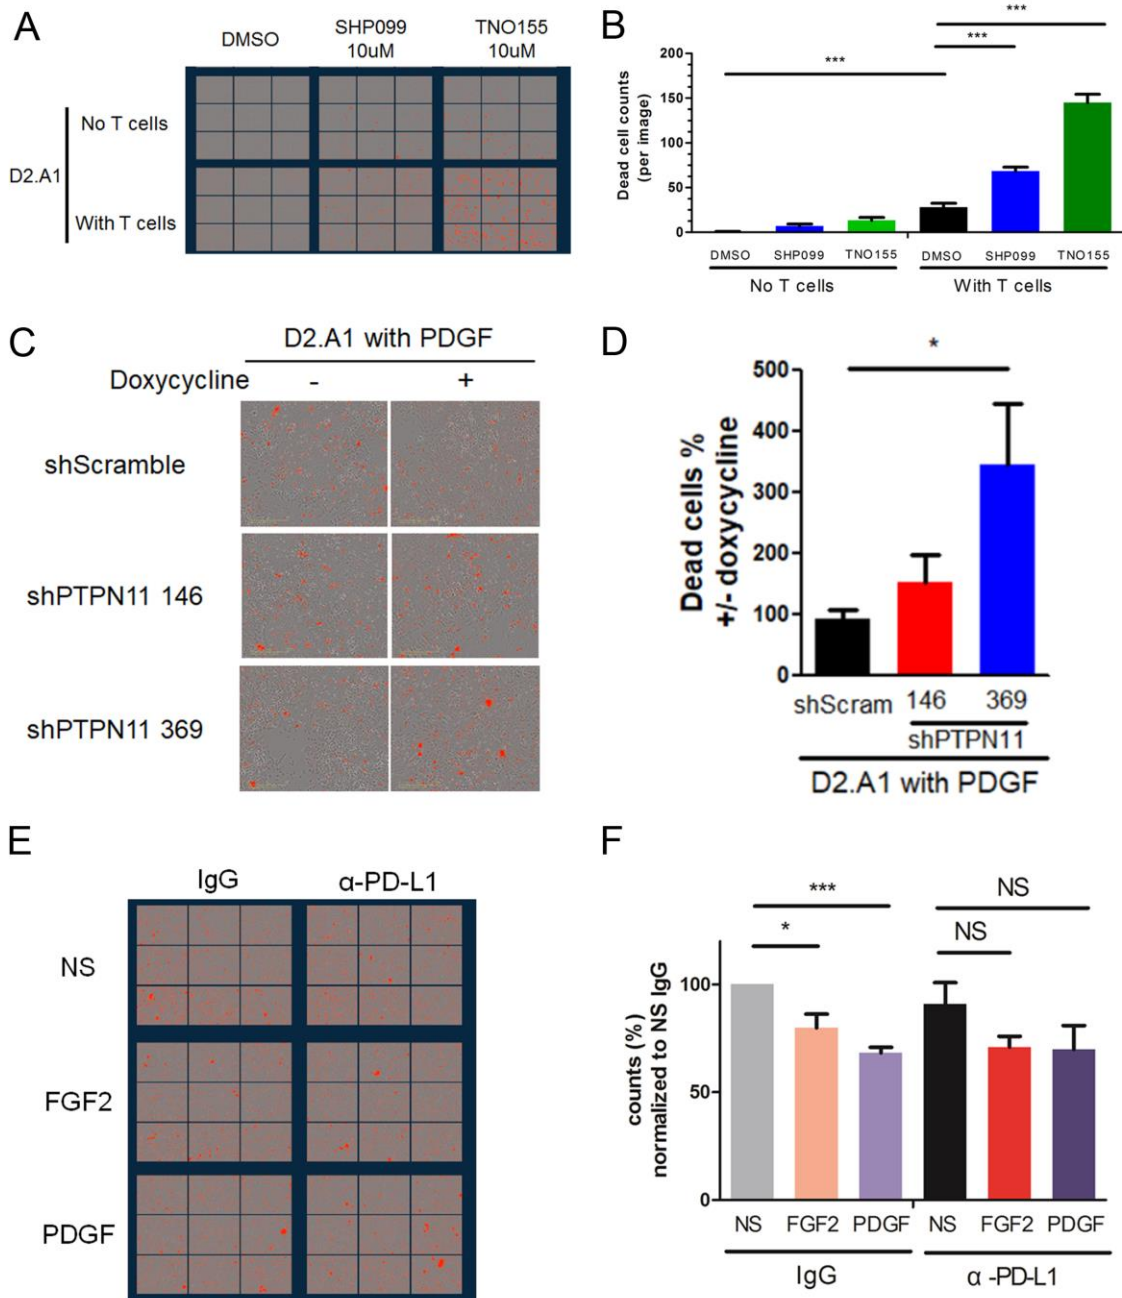 A
DMSO
SHP099
10uM
TNO155
10uM
D2.A1
No T cells
With T cells
B
Dead cell counts
(per image)
200
150
100
50
0
***
***
***
DMSO SHP099 TNO155 DMSO SHP099 TNO155
No T cells With T cells
C
D2.A1 with PDGF
Doxycycline - +
shScramble
shPTPN11 146
shPTPN11 369
D
Dead cells %
+/- doxycycline
500
400
300
200
100
0
*
shScram 146 369
shPTPN11
D2.A1 with PDGF
E
IgG α-PD-L1
NS
FGF2
PDGF
F
counts (%)
normalized to NS IgG
100
50
0
***
*
NS
NS
NS FGF2 PDGF NS FGF2 PDGF
IgG α -PD-L1